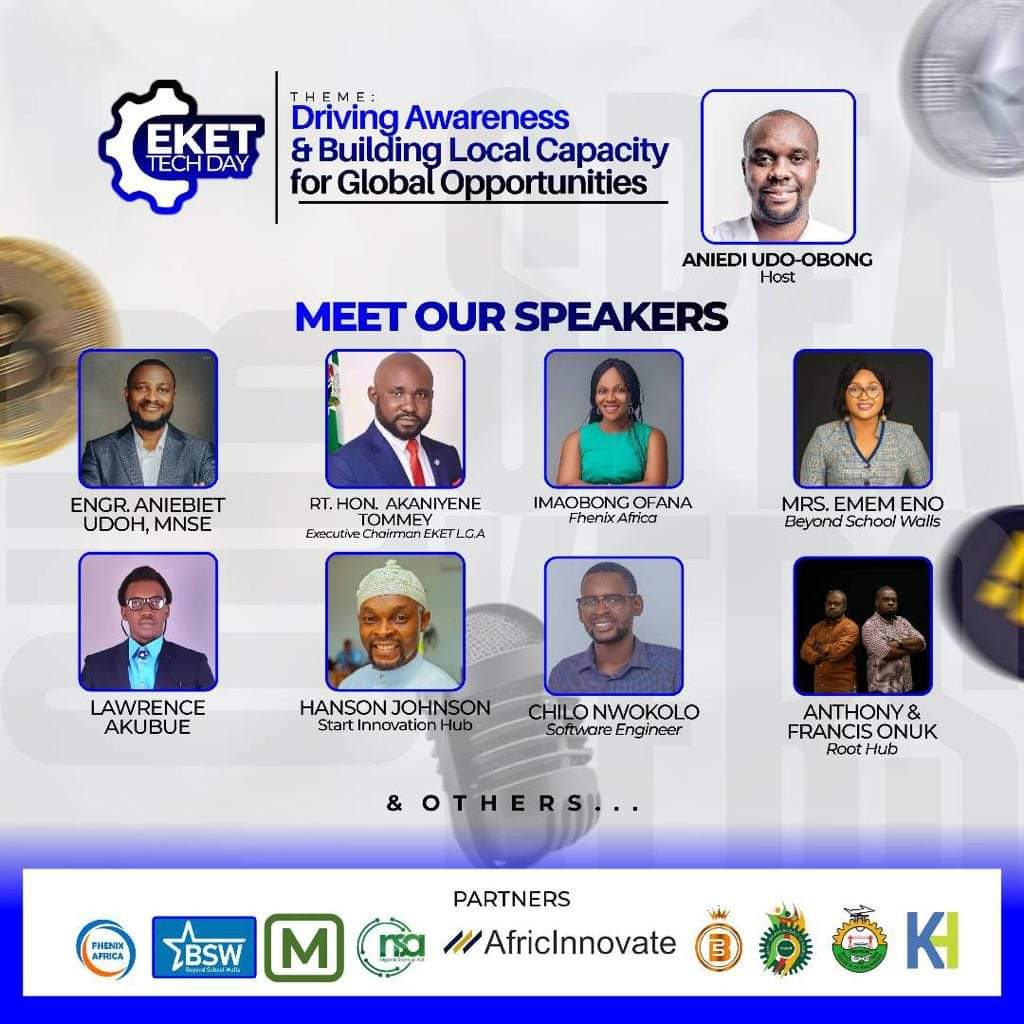 EKET
TECH DAY
THEME:
Driving Awareness
& Building Local Capacity
for Global Opportunities
ANIEDI UDO-OBONG
Host
MEET OUR SPEAKERS
ENGR. ANIEBIET
UDOH, MNSE
RT. HON. AKANIYENE
TOMMEY
Executive Chairman EKET L.G.A
IMAOBONG OFANA
Fhenix Africa
MRS. EMEM ENO
Beyond School Walls
LAWRENCE
AKUBUE
HANSON JOHNSON
Start Innovation Hub
CHILO NWOKOLO
Software Engineer
ANTHONY &
FRANCIS ONUK
Root Hub
& OTHERS...
PARTNERS
FHENIX
AFRICA
BSW
Beyond School Walls
M
nsa
Nigeria Startup Act
AfricInnovate
B
KH